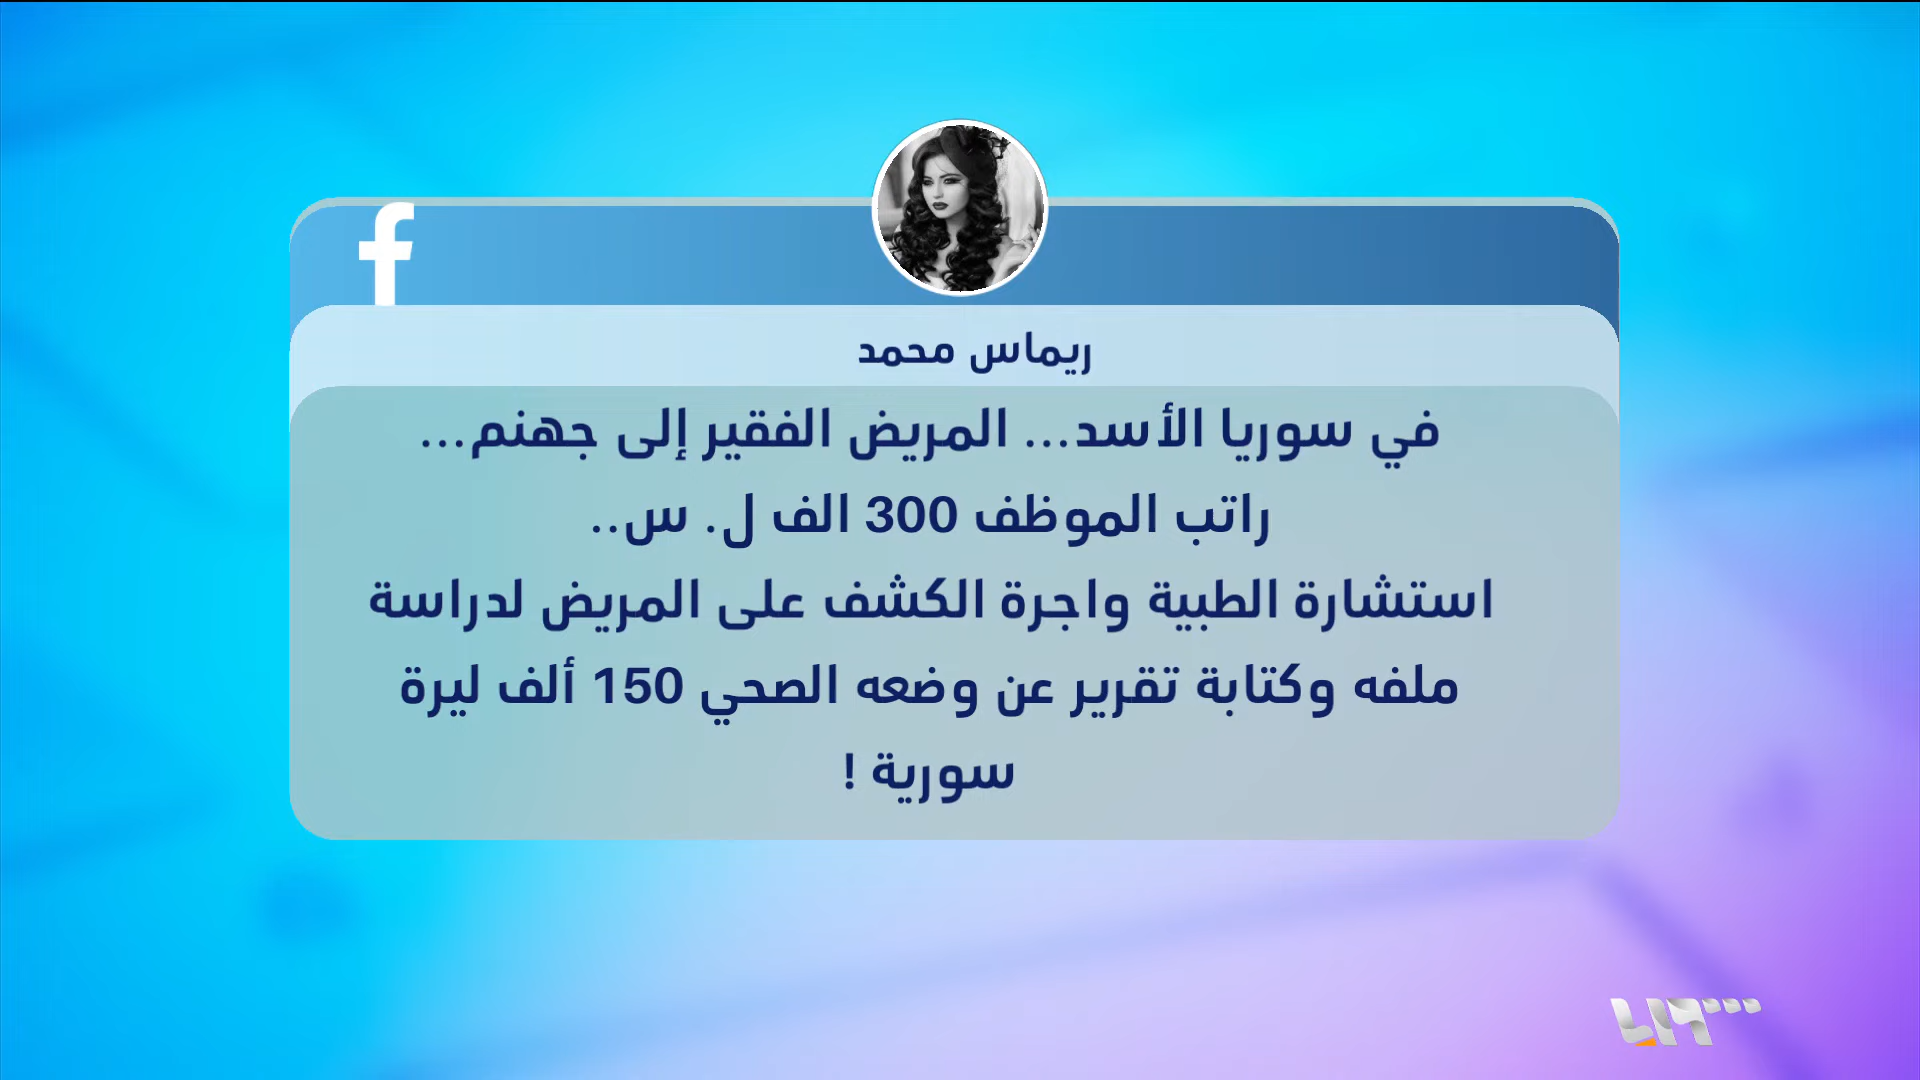 ريماس محمد
في سوريا الأسد... المريض الفقير إلى جهنم...
راتب الموظف 300 الف ل. س..
استشارة الطبية واجرة الكشف على المريض لدراسة
ملفه وكتابة تقرير عن وضعه الصحي 150 ألف ليرة
سورية !